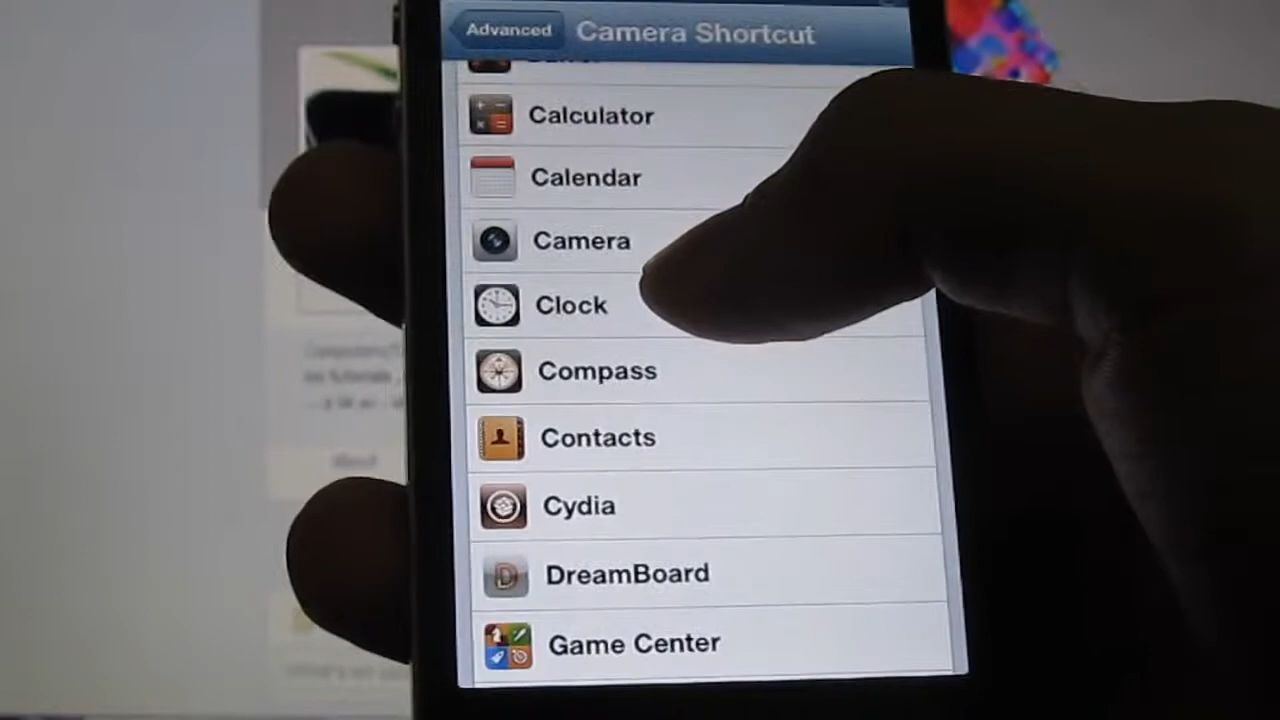 Advanced
Camera Shortcut
Calculator
Calendar
Camera
Clock
Compass
Contacts
Cydia
DreamBoard
Game Center